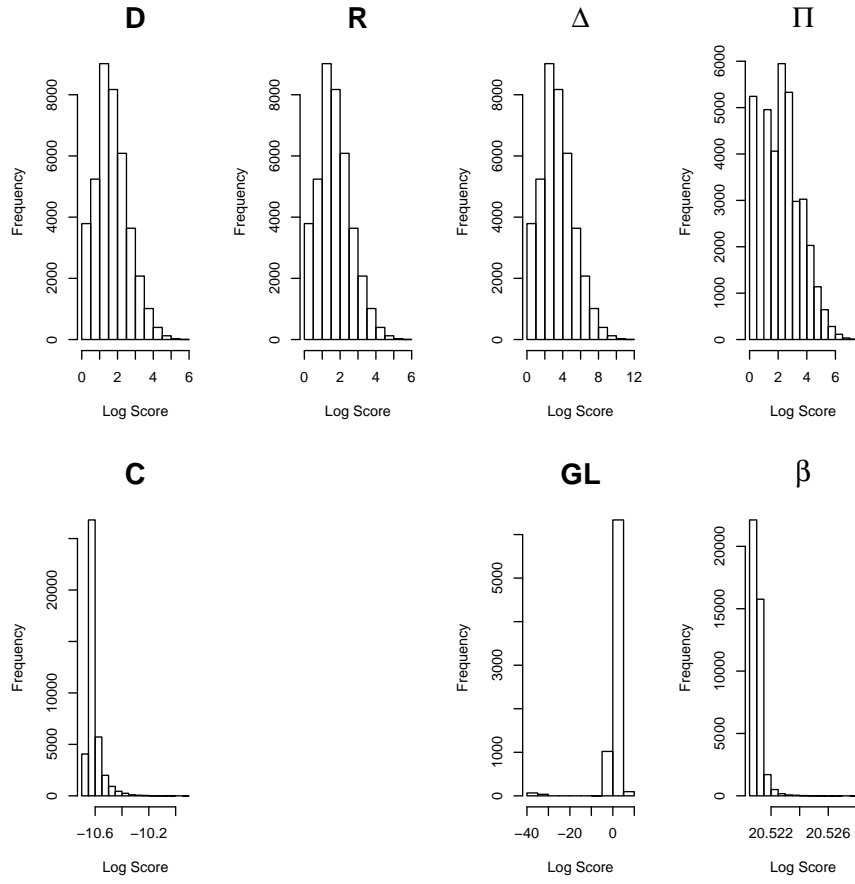 D R Δ Π
Frequency 0 2000 4000 6000 8000
0 2 4 6
Log Score
Frequency 0 2000 4000 6000 8000
0 2 4 6
Log Score
Frequency 0 2000 4000 6000 8000
0 4 8 12
Log Score
Frequency 0 1000 2000 3000 4000 5000 6000
0 2 4 6
Log Score
C GL β
Frequency 0 5000 10000 20000
−10.6 −10.2
Log Score
Frequency 0 1000 3000 5000
−40 −20 0
Log Score
Frequency 0 5000 10000 15000 20000
20.522 20.526
Log Score